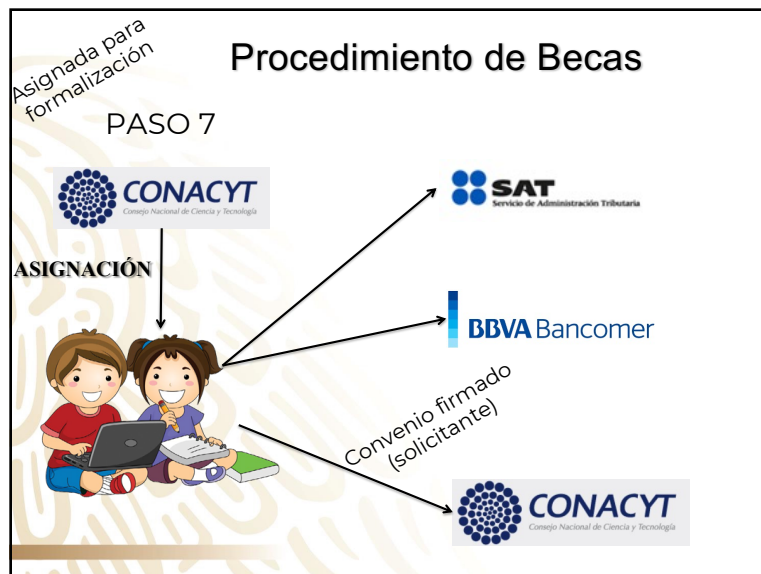 Asignada para
formalización
Procedimiento de Becas
PASO 7
CONACYT
Consejo Nacional de Ciencia y Tecnología
SAT
Servicio de Administración Tributaria
ASIGNACIÓN
BBVA Bancomer
Convenio firmado
(solicitante)
CONACYT
Consejo Nacional de Ciencia y Tecnología